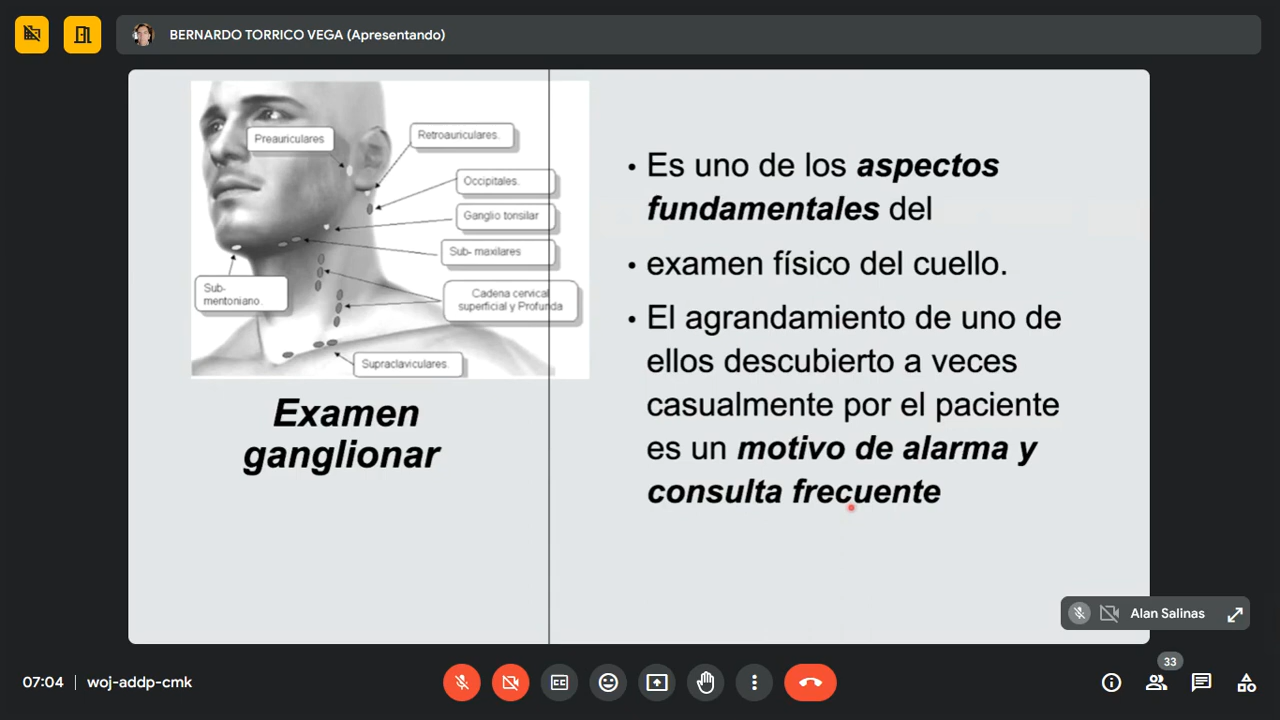 BERNARDO TORRICO VEGA (Apresentando)
Preauriculares
Retroauriculares.
Occipitales.
Ganglio tonsilar
Sub- maxilares
Sub-
mentoniano.
Cadena cervical
superficial y Profunda
Supraclaviculares.
Examen
ganglionar
• Es uno de los aspectos
fundamentales del
• examen físico del cuello.
• El agrandamiento de uno de
ellos descubierto a veces
casualmente por el paciente
es un motivo de alarma y
consulta frecuente
Alan Salinas
33
07:04 | woj-addp-cmk